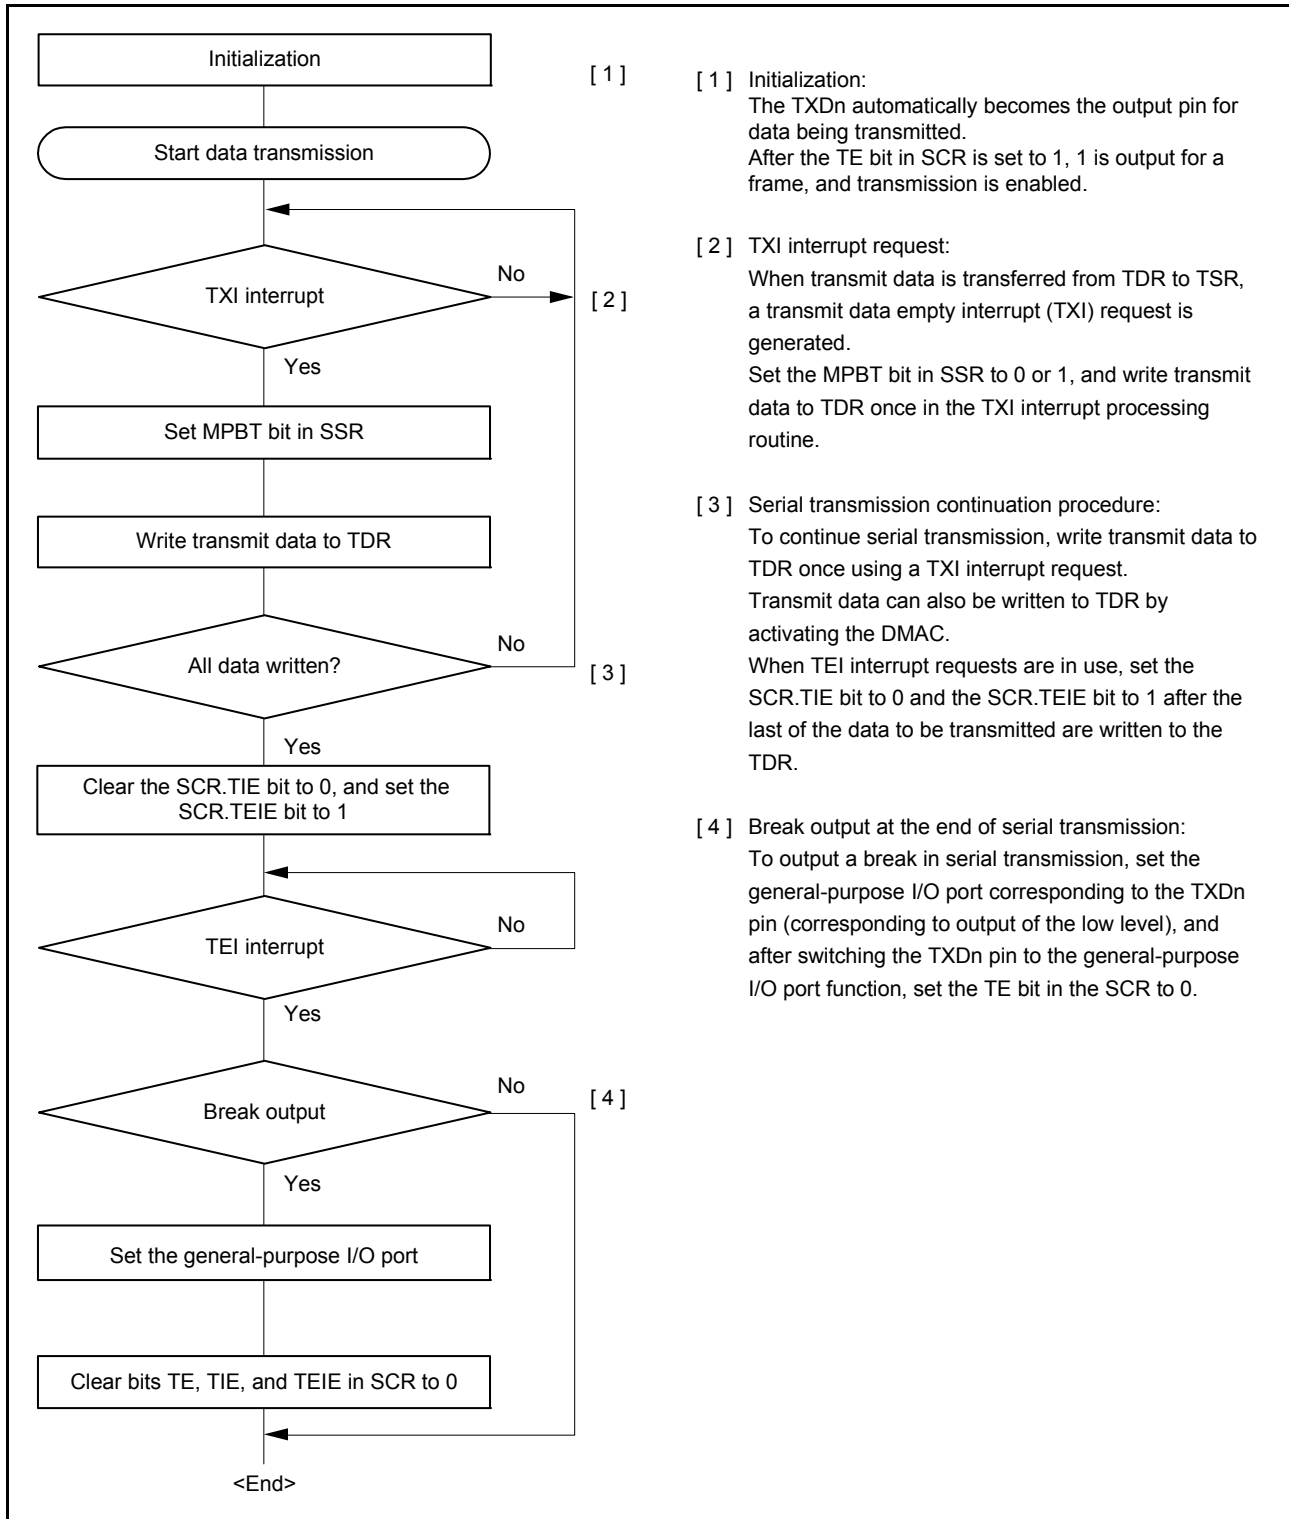 Initialization
[ 1 ]
Start data transmission
TXI interrupt
No
[ 2 ]
Yes
Set MPBT bit in SSR
Write transmit data to TDR
All data written?
No
[ 3 ]
Yes
Clear the SCR.TIE bit to 0, and set the
SCR.TEIE bit to 1
TEI interrupt
No
Yes
Break output
No
[ 4 ]
Yes
Set the general-purpose I/O port
Clear bits TE, TIE, and TEIE in SCR to 0
<End>
[ 1 ] Initialization:
The TXDn automatically becomes the output pin for
data being transmitted.
After the TE bit in SCR is set to 1, 1 is output for a
frame, and transmission is enabled.
[ 2 ] TXI interrupt request:
When transmit data is transferred from TDR to TSR,
a transmit data empty interrupt (TXI) request is
generated.
Set the MPBT bit in SSR to 0 or 1, and write transmit
data to TDR once in the TXI interrupt processing
routine.
[ 3 ] Serial transmission continuation procedure:
To continue serial transmission, write transmit data to
TDR once using a TXI interrupt request.
Transmit data can also be written to TDR by
activating the DMAC.
When TEI interrupt requests are in use, set the
SCR.TIE bit to 0 and the SCR.TEIE bit to 1 after the
last of the data to be transmitted are written to the
TDR.
[ 4 ] Break output at the end of serial transmission:
To output a break in serial transmission, set the
general-purpose I/O port corresponding to the TXDn
pin (corresponding to output of the low level), and
after switching the TXDn pin to the general-purpose
I/O port function, set the TE bit in the SCR to 0.